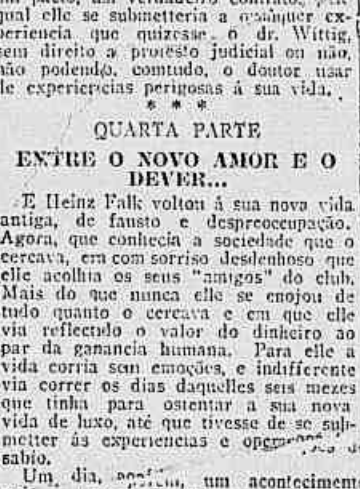 qual elle se submetteria a qualquer ex-
periencia que quizesse o dr. Wittig,
sem direito a protesto judicial ou não,
não podendo, comtudo, o doutor usar
de experiencias perigosas á sua vida.
* * *
QUARTA PARTE
ENTRE O NOVO AMOR E O
DEVER...
E Heinz Falk voltou á sua nova vida
antiga, de fausto e despreoccupação.
Agora, que conhecia a sociedade que o
cercava, era com sorriso desdenhoso que
elle acolhia os seus "amigos" do club.
Mais do que nunca elle se enojou de
tudo quanto o cercava e em que elle
via reflectido o valor do dinheiro ao
par da ganancia humana. Para elle a
vida corria sem emoções, e indifferente
via correr os dias daquelles seis mezes
que tinha para ostentar a sua nova
vida de luxo, até que tivesse de se sub-
metter ás experiencias e
sabio.
Um dia, porém, um acontecimen